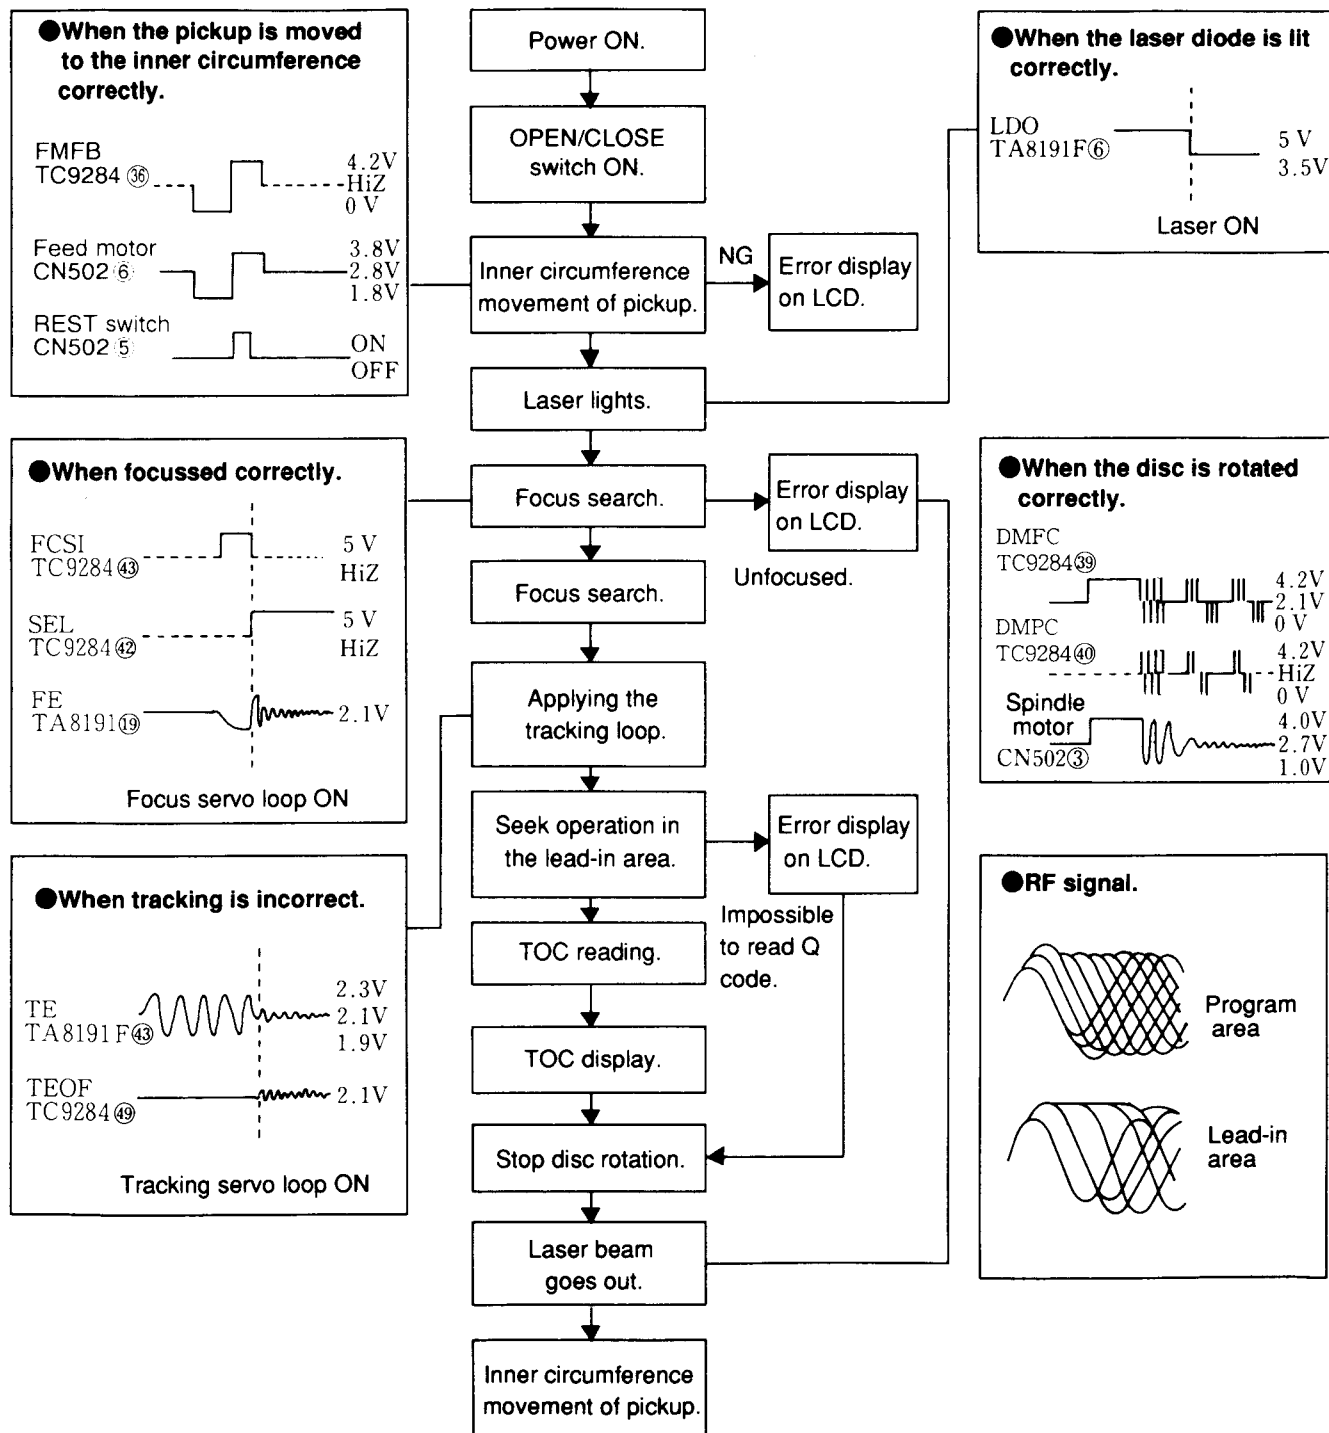 ●When the pickup is moved
to the inner circumference
correctly.
FMFB
TC9284 ㊱
4.2V
HiZ
0 V
Feed motor
CN502 ⑥
3.8V
2.8V
1.8V
REST switch
CN502 ⑤
ON
OFF
●When focussed correctly.
FCSI
TC9284㊸
5 V
HiZ
SEL
TC9284㊷
5 V
HiZ
FE
TA8191⑲
2.1V
Focus servo loop ON
●When tracking is incorrect.
TE
TA8191F㊸
2.3V
2.1V
1.9V
TEOF
TC9284㊾
2.1V
Tracking servo loop ON
Power ON.
OPEN/CLOSE
switch ON.
Inner circumference
movement of pickup.
NG
Error display
on LCD.
Laser lights.
Focus search.
Error display
on LCD.
Unfocused.
Focus search.
Applying the
tracking loop.
Seek operation in
the lead-in area.
Error display
on LCD.
Impossible
to read Q
code.
TOC reading.
TOC display.
Stop disc rotation.
Laser beam
goes out.
Inner circumference
movement of pickup.
●When the laser diode is lit
correctly.
LDO
TA8191F⑥
5 V
3.5V
Laser ON
●When the disc is rotated
correctly.
DMFC
TC9284㊴
4.2V
2.1V
0 V
DMPC
TC9284㊵
4.2V
HiZ
0 V
Spindle
motor
CN502③
4.0V
2.7V
1.0V
●RF signal.
Program
area
Lead-in
area